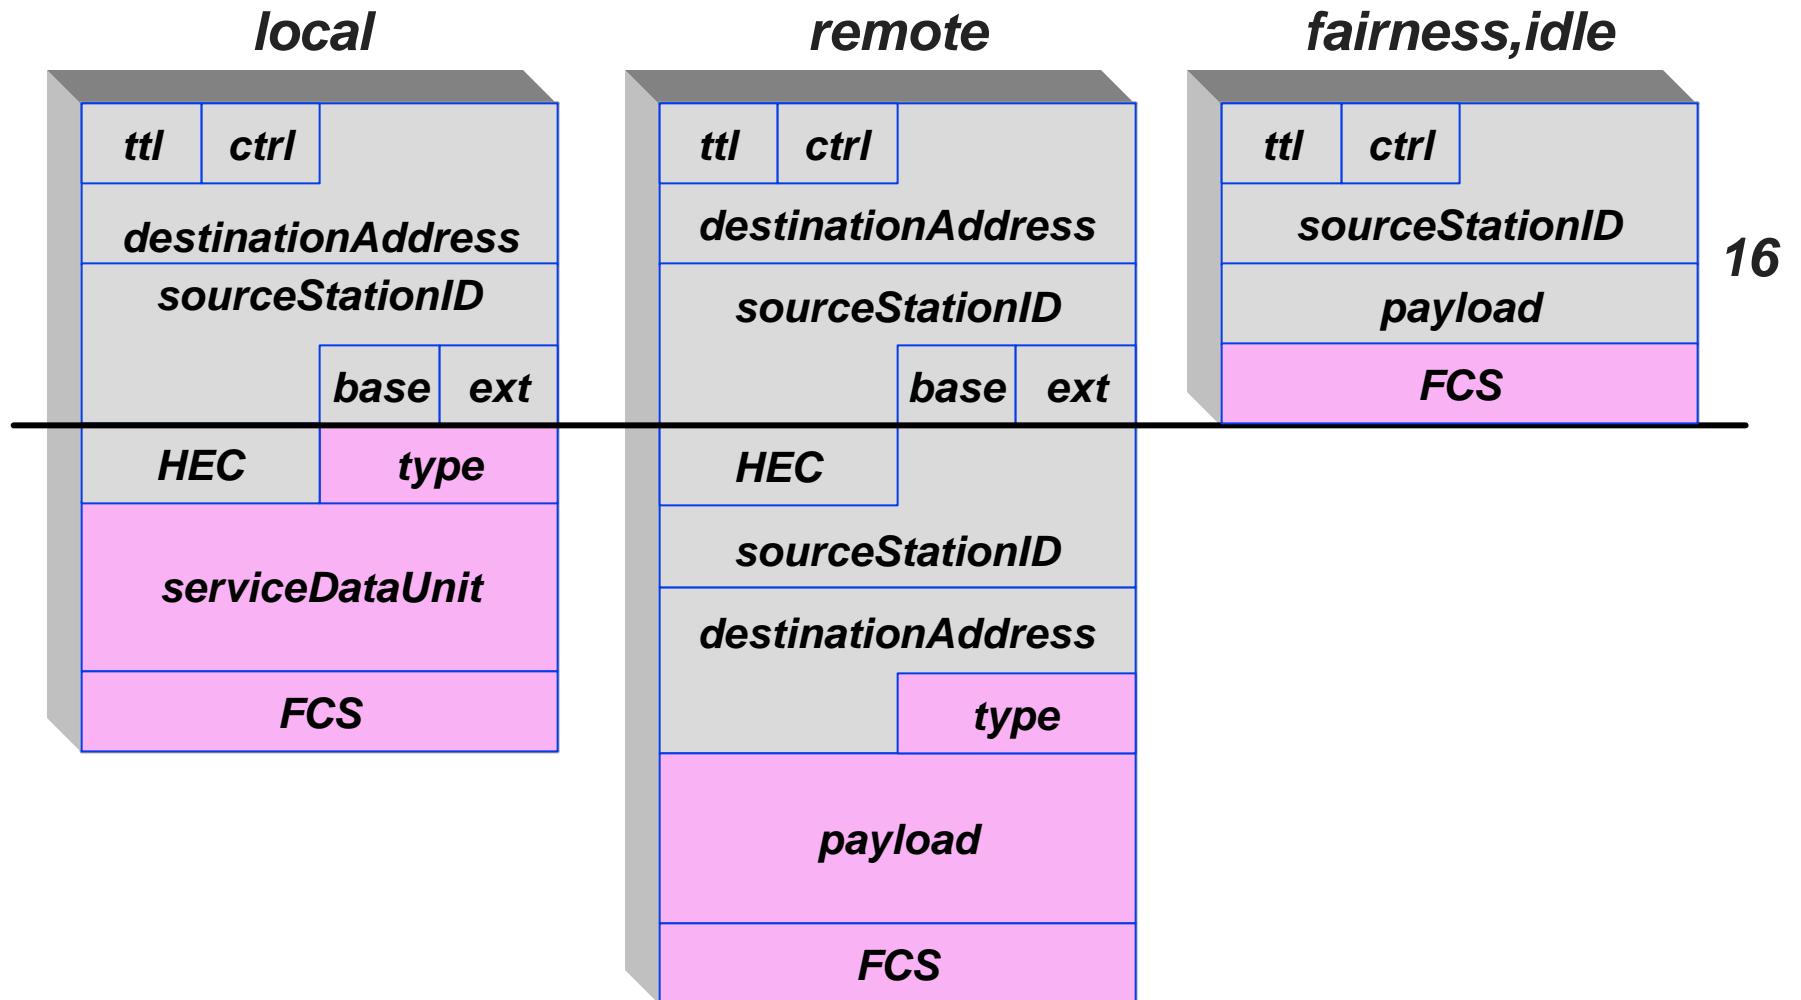 local
ttl ctrl
destinationAddress
sourceStationID
base ext
HEC type
serviceDataUnit
FCS
remote
ttl ctrl
destinationAddress
sourceStationID
base ext
HEC
sourceStationID
destinationAddress
type
payload
FCS
fairness,idle
ttl ctrl
sourceStationID
payload
FCS
16